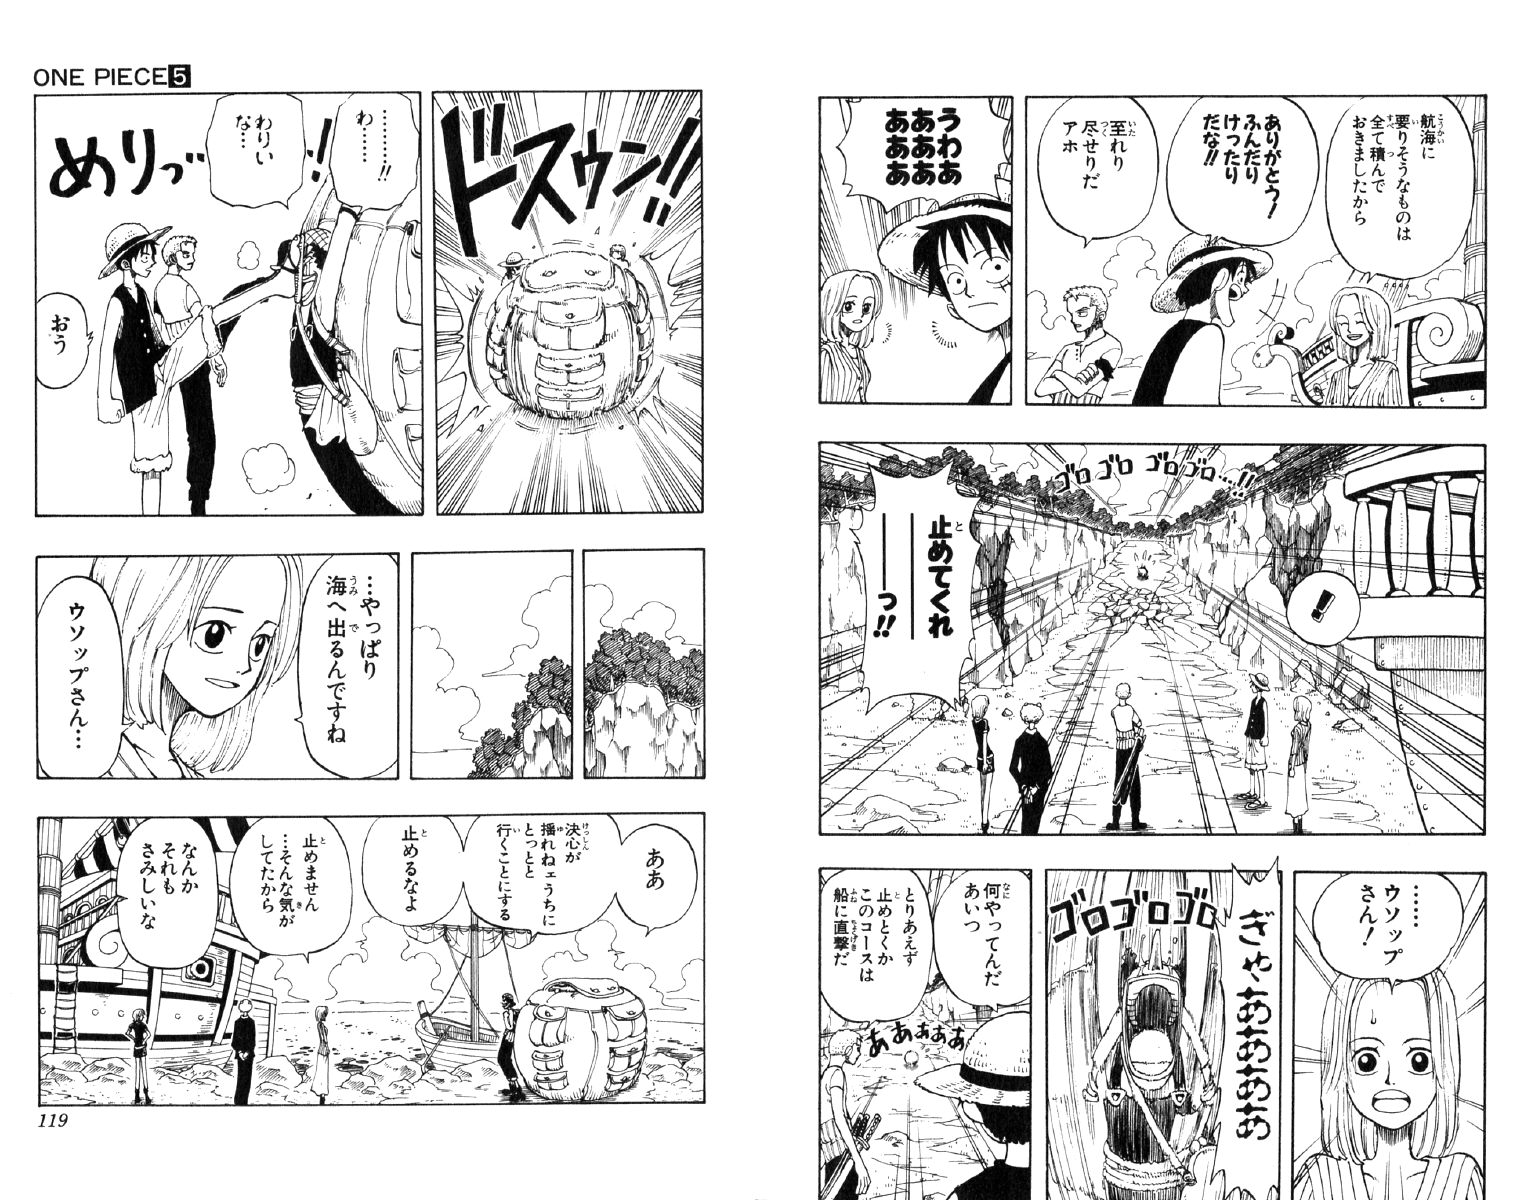 航海に
要りそうなものは
全て積んで
おきましたから
ありがとう!
ふんだり
けったり
だな!!
至れり
尽せりだ
アホ
うわあ
ああああ
ああああ
ゴロゴロ ゴロゴロ…!!
!
止めてくれ
――――っ!!
……
ウソップ
さん!
ぎゃああああああ
ゴロゴロゴロ
何やってんだ
あいつ
とりあえず
止めとくか
このコースは
船に直撃だ
あああああ
ONE PIECE5
ドスゥン!!
………!!
わ…
わりい
な…
!
めりっ
おう
…やっぱり
海へ出るんですね
ウソップさん…
ああ
決心が
揺れねェうちに
とっとと
行くことにする
止めるなよ
止めません
…そんな気が
してたから
なんか
それも
さみしいな
119